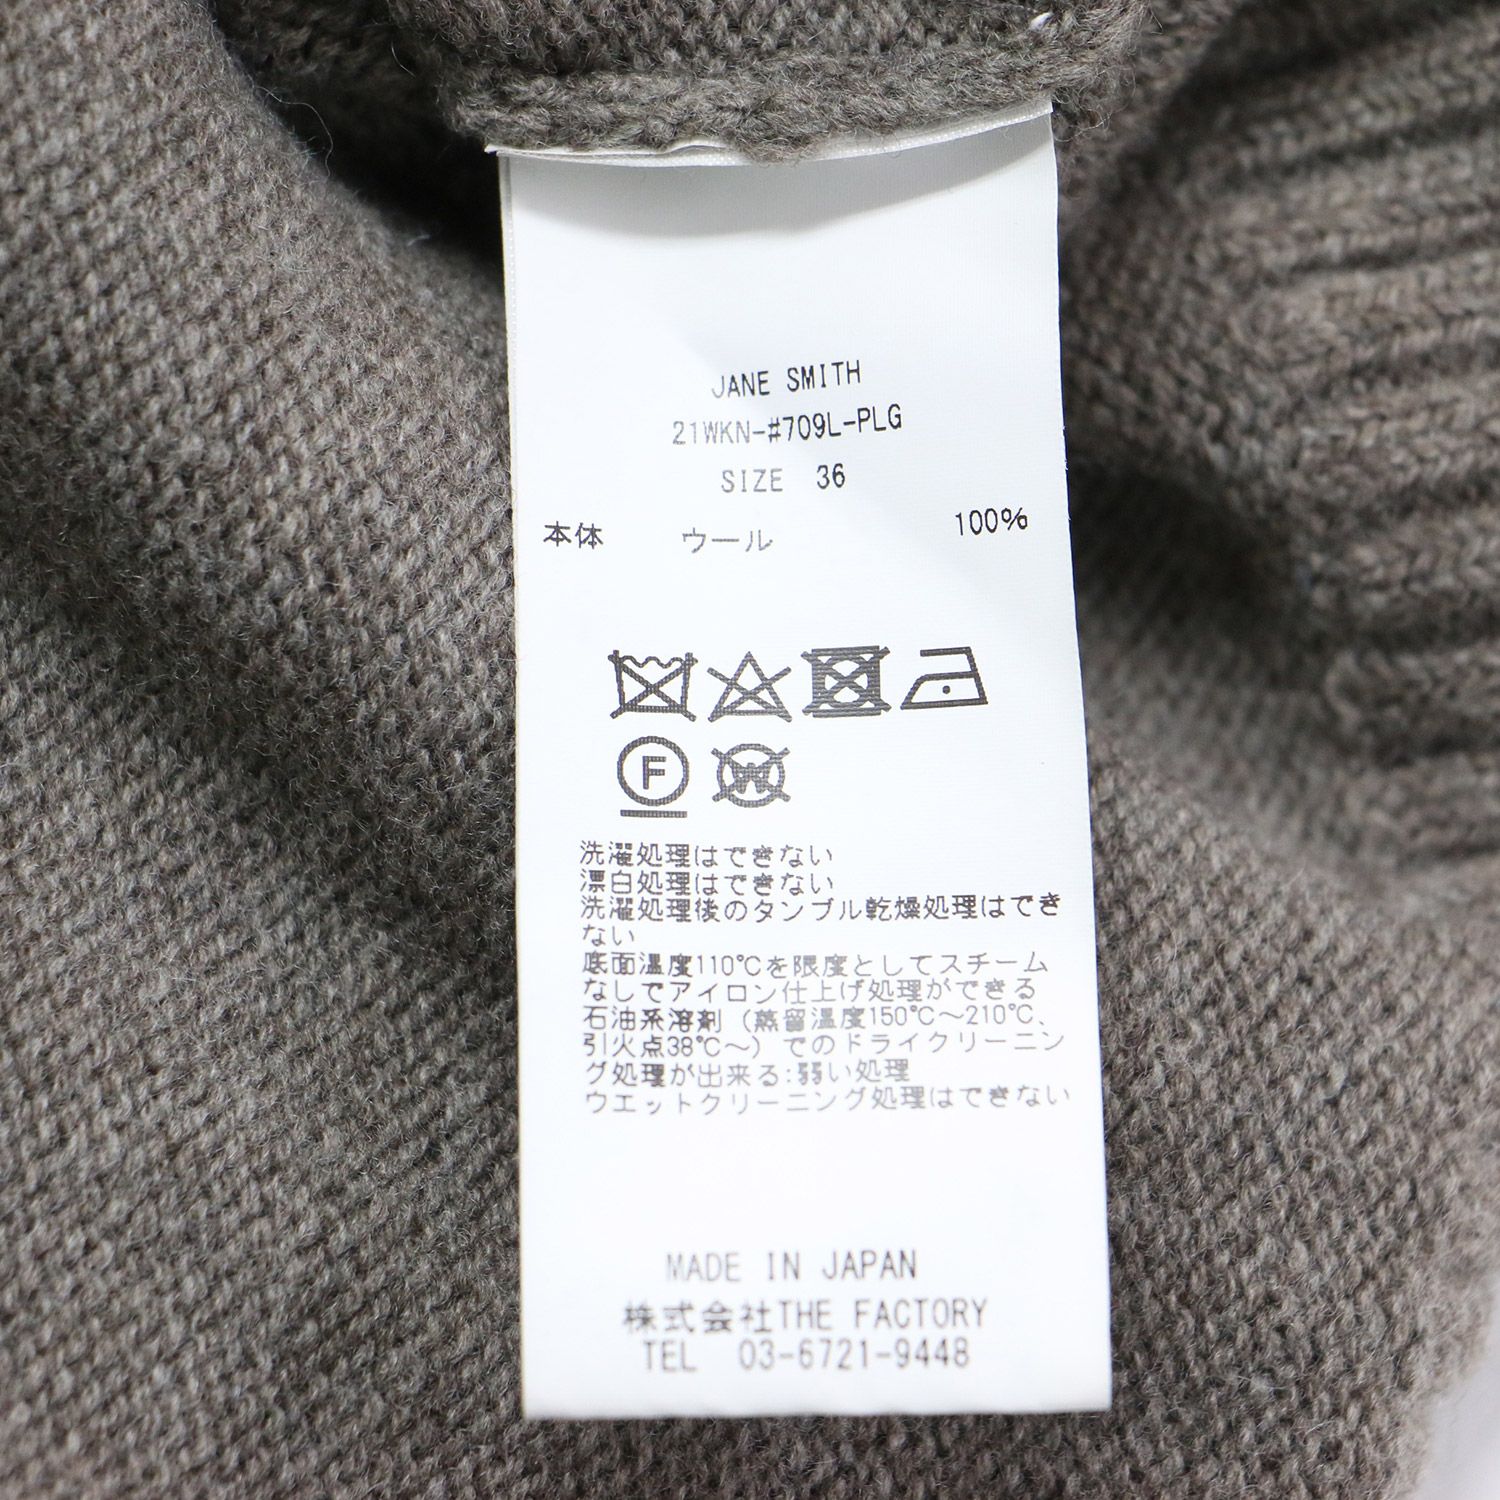 JANE SMITH
21WKN-#709L-PLG
SIZE 36
本体 ウール 100%
F
W
洗濯処理はできない
漂白処理はできない
洗濯処理後のタンブル乾燥処理はでき
ない
底面温度110℃を限度としてスチーム
なしでアイロン仕上げ処理ができる
石油系溶剤（蒸留温度150℃～210℃、
引火点38℃～）でのドライクリーニン
グ処理が出来る:弱い処理
ウエットクリーニング処理はできない
MADE IN JAPAN
株式会社THE FACTORY
TEL 03-6721-9448